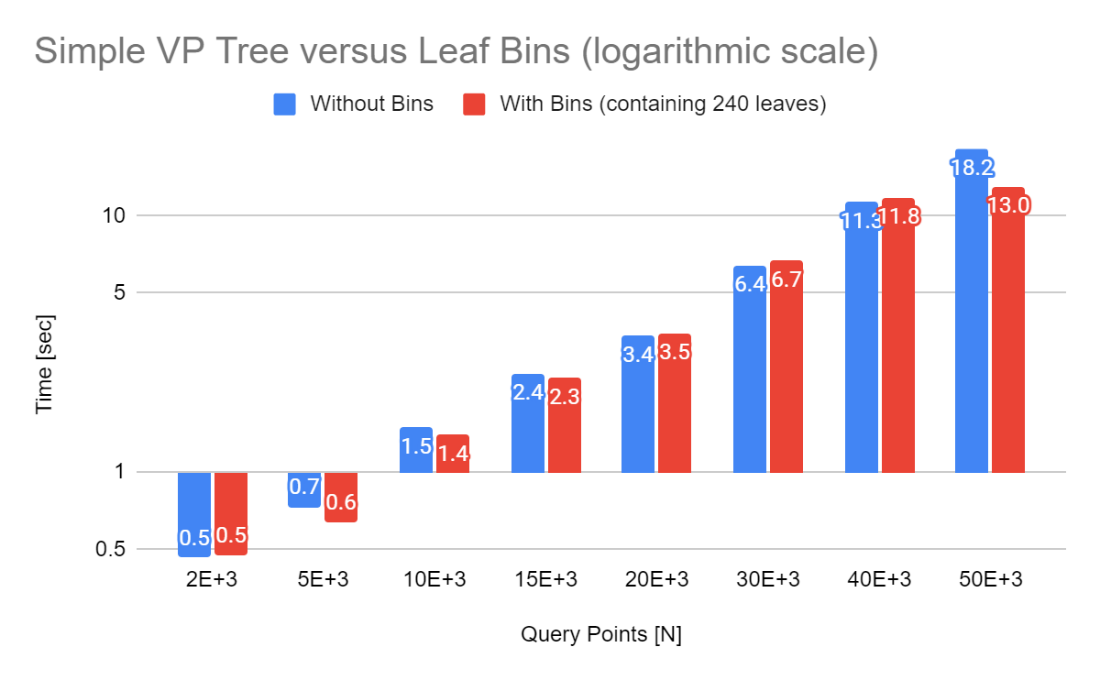 Simple VP Tree versus Leaf Bins (logarithmic scale)
Without Bins With Bins (containing 240 leaves)
18.2
13.0
10
11.3 11.8
5
6.4 6.7
3.4 3.5
2.4 2.3
1.5 1.4
1
0.7 0.6
0.5 0.5
0.5
2E+3 5E+3 10E+3 15E+3 20E+3 30E+3 40E+3 50E+3
Time [sec]
Query Points [N]